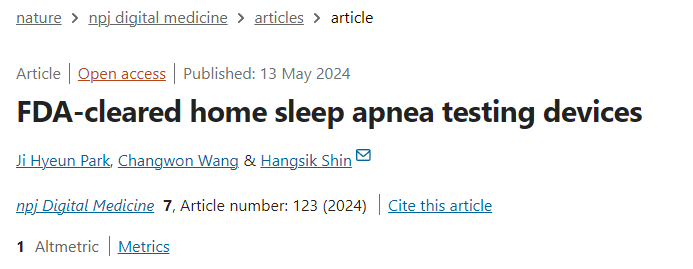 nature > npj digital medicine > articles > article
Article | Open access | Published: 13 May 2024
FDA-cleared home sleep apnea testing devices
Ji Hyeun Park, Changwon Wang & Hangsik Shin
npj Digital Medicine 7, Article number: 123 (2024) | Cite this article
1 Altmetric | Metrics